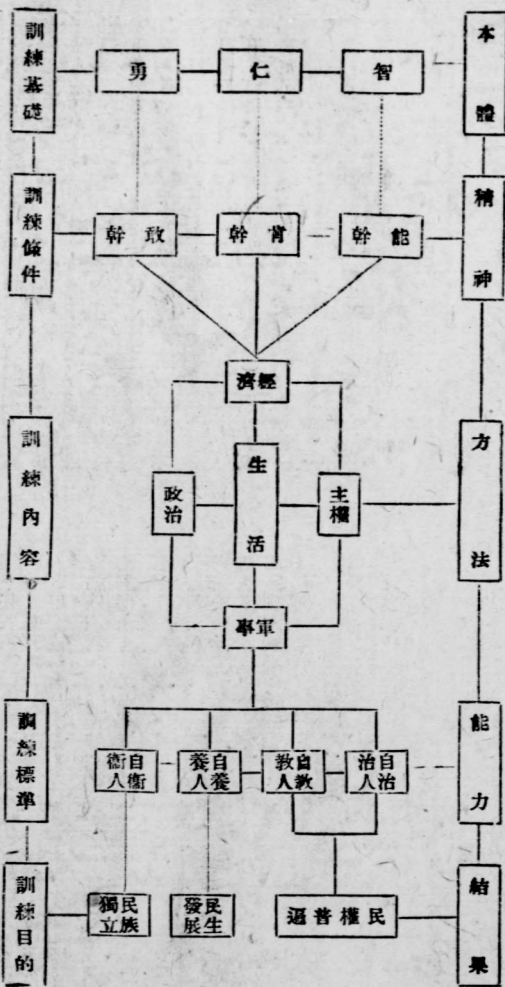 本體
智
仁
勇
訓練基礎
精神
能幹
肯幹
敢幹
訓練條件
經濟
方法
主權
生活
政治
訓練內容
軍事
能力
自治
治人
自教
教人
自養
養人
自衞
衞人
訓練標準
結果
民權普遍
民生
發展
民族
獨立
訓練目的